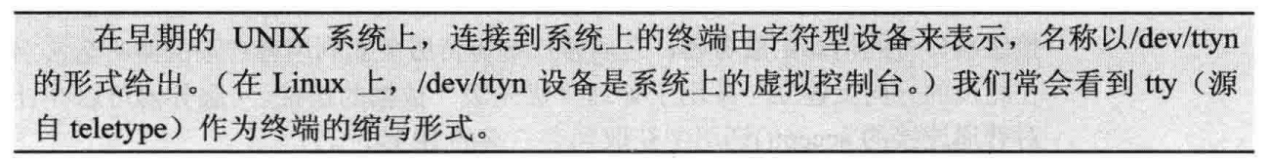 在早期的 UNIX 系统上，连接到系统上的终端由字符型设备来表示，名称以/dev/ttyn
的形式给出。（在 Linux 上，/dev/ttyn 设备是系统上的虚拟控制台。）我们常会看到 tty（源
自 teletype）作为终端的缩写形式。